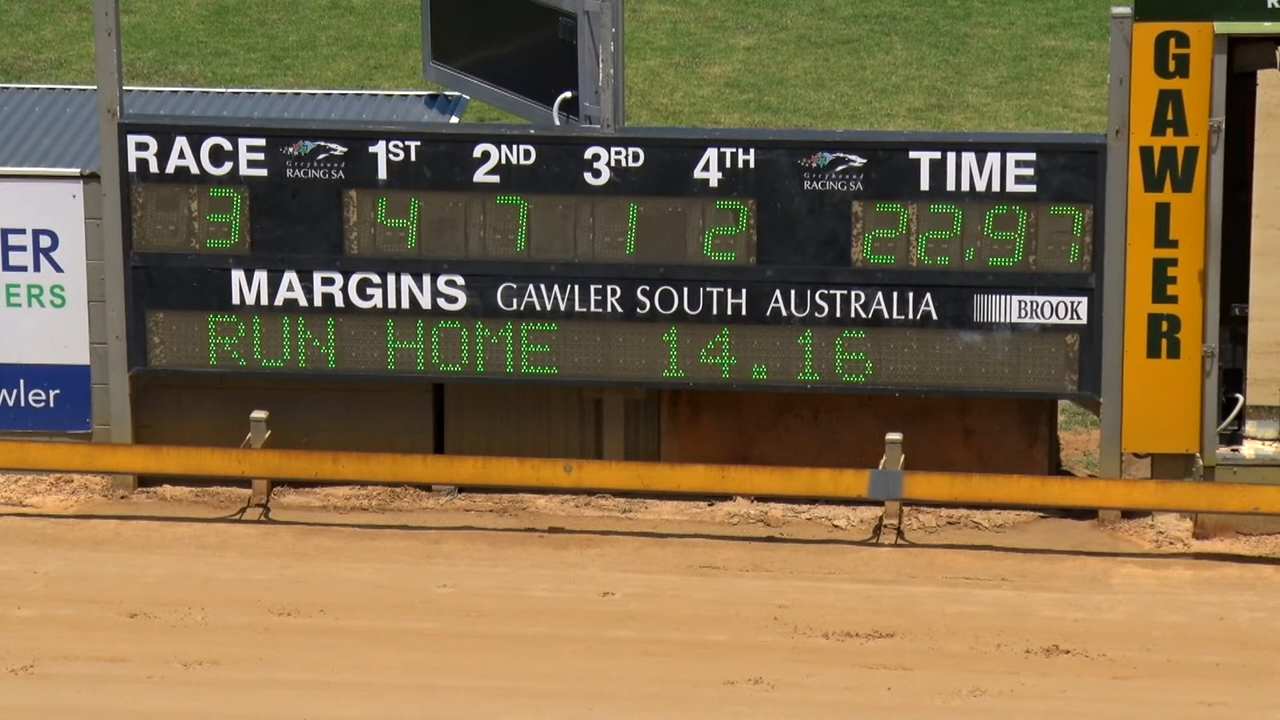 RACE Greyhound RACING SA 1ST 2ND 3RD 4TH Greyhound RACING SA TIME
3 4 7 1 2 22.97
MARGINS GAWLER SOUTH AUSTRALIA BROOK
RUN HOME 14.16
GAWLER
ER
ERS
wler